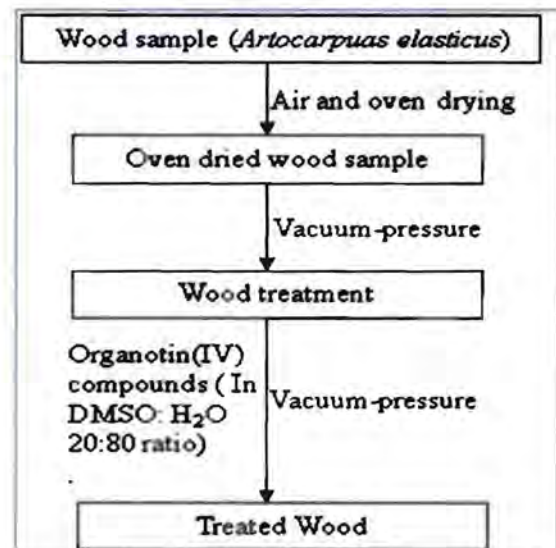 Wood sample (Artocarpuas elasticus)
Air and oven drying
Oven dried wood sample
Vacuum-pressure
Wood treatment
Organotin(IV)
compounds ( In
DMSO: H₂O
20:80 ratio)
Vacuum-pressure
.
Treated Wood